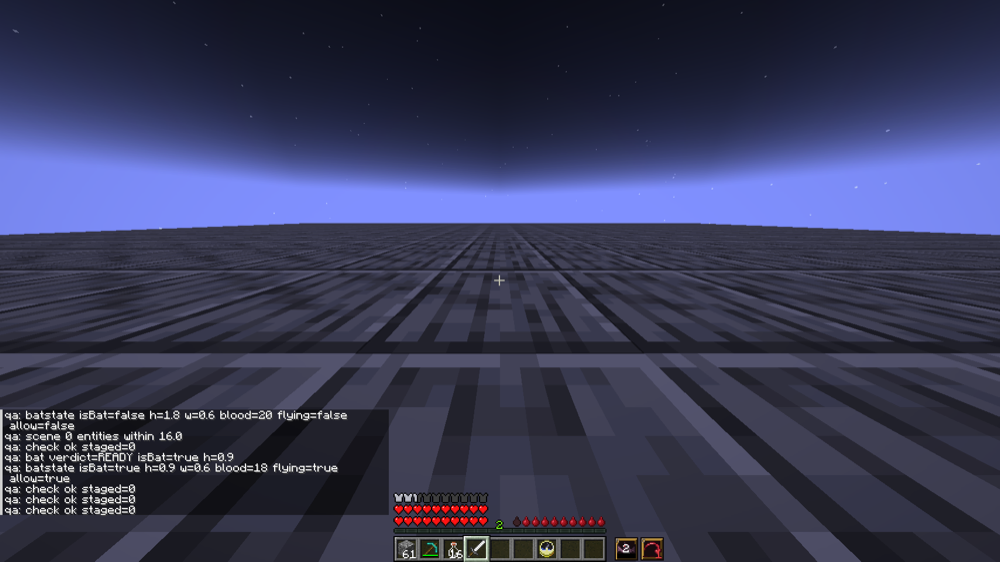 qa: batstate isBat=false h=1.8 w=0.6 blood=20 flying=false
allow=false
qa: scene 0 entities within 16.0
qa: check ok staged=0
qa: bat verdict=READY isBat=true h=0.9
qa: batstate isBat=true h=0.9 w=0.6 blood=18 flying=true
allow=true
qa: check ok staged=0
qa: check ok staged=0
qa: check ok staged=0
2
61
16
2